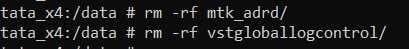 tata_x4:/data # rm -rf mtk_adrd/
tata_x4:/data # rm -rf vstgloballogcontrol/